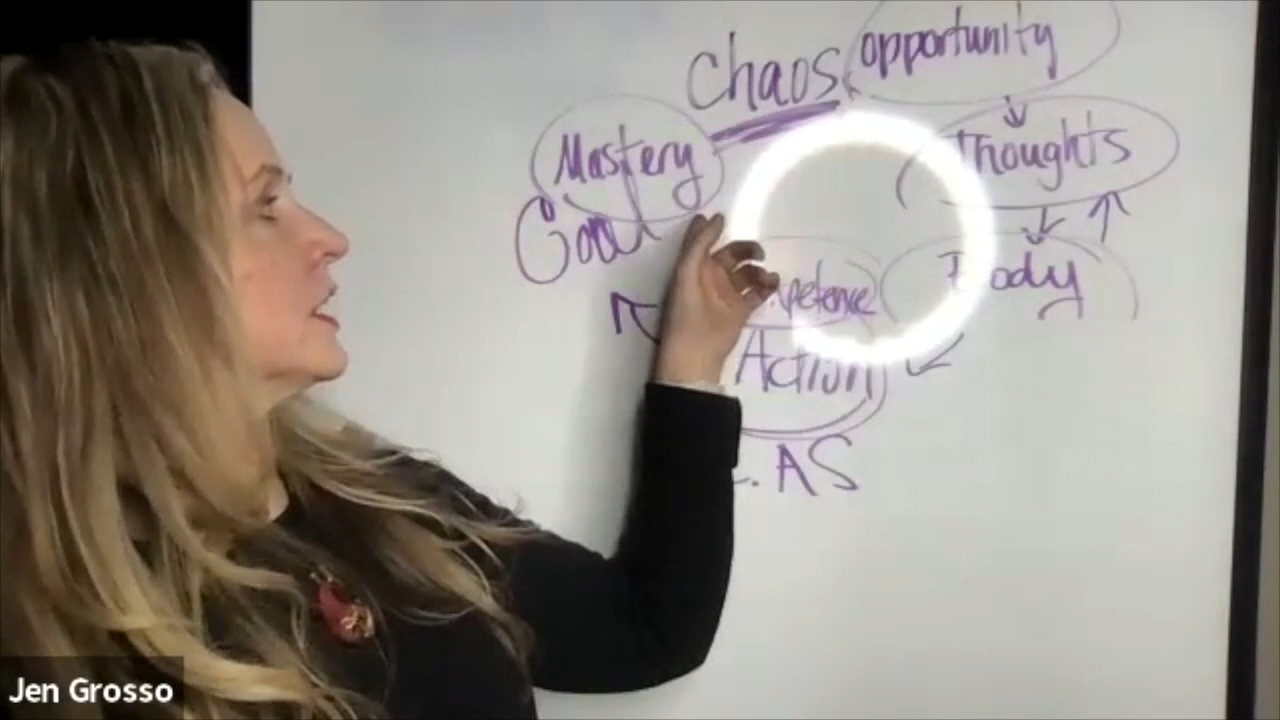 opportunity
Chaos
Mastery
Thoughts
Goal
Body
Action
AS
Jen Grosso